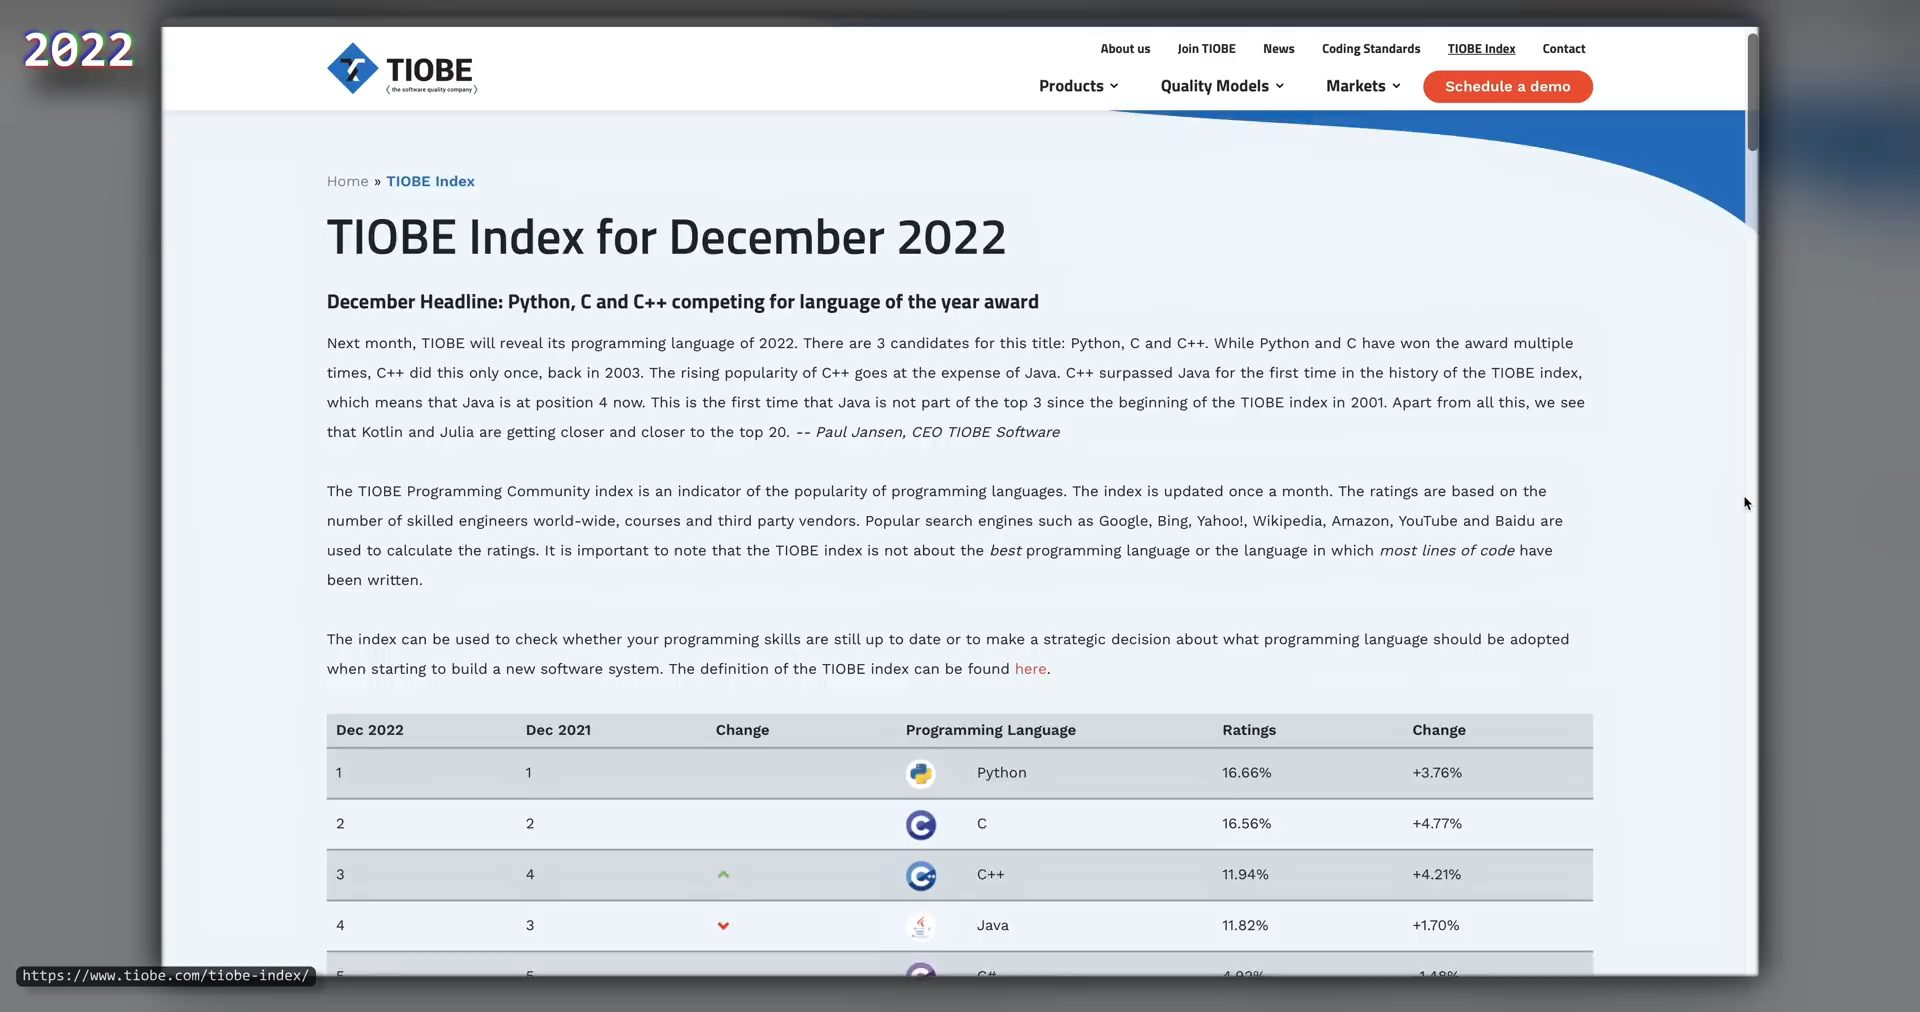 2022
TIOBE
(the software quality company)
About us Join TIOBE News Coding Standards TIOBE Index Contact
Products Quality Models Markets Schedule a demo
Home » TIOBE Index
TIOBE Index for December 2022
December Headline: Python, C and C++ competing for language of the year award
Next month, TIOBE will reveal its programming language of 2022. There are 3 candidates for this title: Python, C and C++. While Python and C have won the award multiple
times, C++ did this only once, back in 2003. The rising popularity of C++ goes at the expense of Java. C++ surpassed Java for the first time in the history of the TIOBE index,
which means that Java is at position 4 now. This is the first time that Java is not part of the top 3 since the beginning of the TIOBE index in 2001. Apart from all this, we see
that Kotlin and Julia are getting closer and closer to the top 20. -- Paul Jansen, CEO TIOBE Software
The TIOBE Programming Community index is an indicator of the popularity of programming languages. The index is updated once a month. The ratings are based on the
number of skilled engineers world-wide, courses and third party vendors. Popular search engines such as Google, Bing, Yahoo!, Wikipedia, Amazon, YouTube and Baidu are
used to calculate the ratings. It is important to note that the TIOBE index is not about the best programming language or the language in which most lines of code have
been written.
The index can be used to check whether your programming skills are still up to date or to make a strategic decision about what programming language should be adopted
when starting to build a new software system. The definition of the TIOBE index can be found here.
Dec 2022 Dec 2021 Change Programming Language Ratings Change
1 1 Python 16.66% +3.76%
2 2 C 16.56% +4.77%
3 4 C++ 11.94% +4.21%
4 3 Java 11.82% +1.70%
5 5 C#
https://www.tiobe.com/tiobe-index/